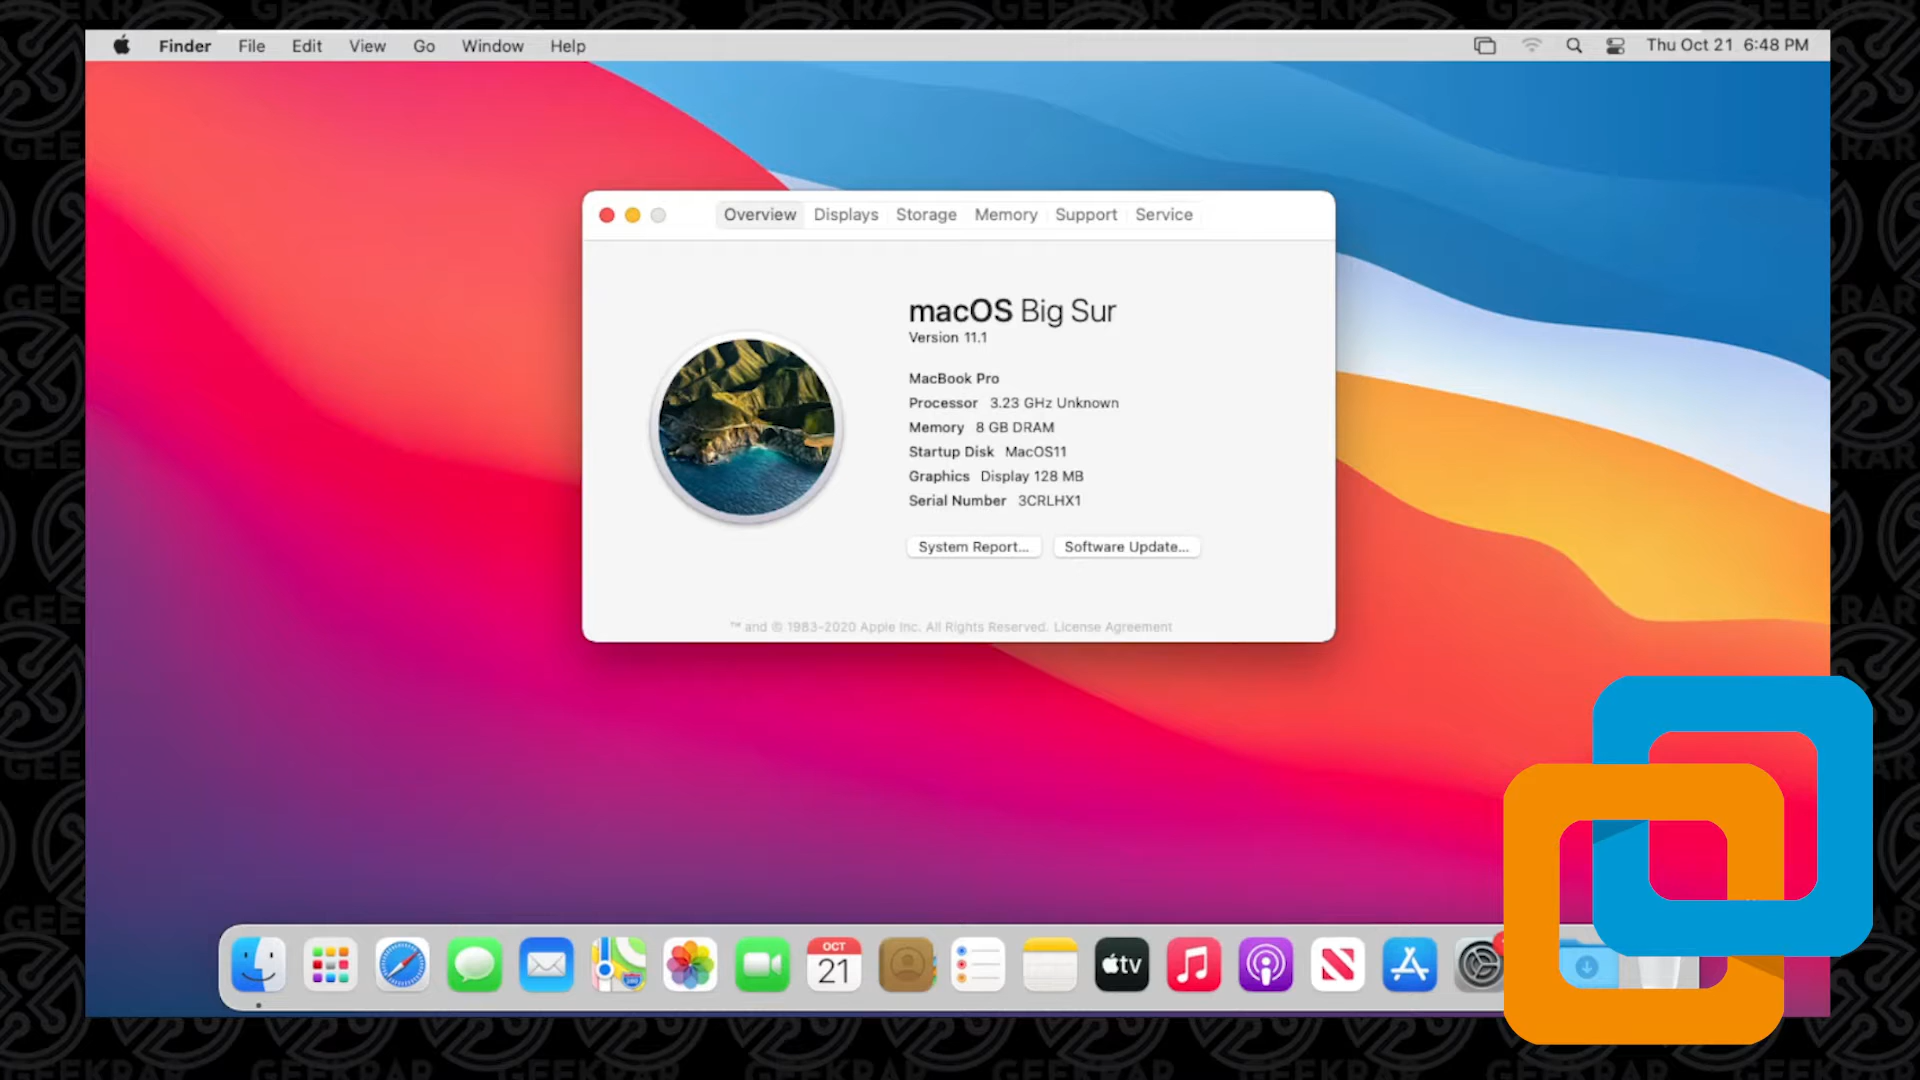 Finder File Edit View Go Window Help Thu Oct 21 6:48 PM
Overview Displays Storage Memory Support Service
macOS Big Sur
Version 11.1
MacBook Pro
Processor 3.23 GHz Unknown
Memory 8 GB DRAM
Startup Disk MacOS11
Graphics Display 128 MB
Serial Number 3CRLHX1
System Report... Software Update...
™ and © 1983-2020 Apple Inc. All Rights Reserved. License Agreement
OCT
21
tv
GEEKRAR